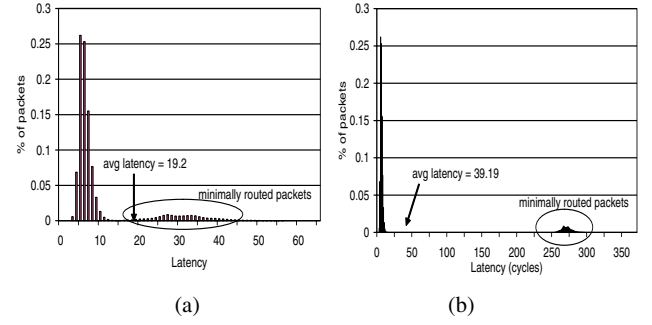 0.3
0.25
0.2
0.15
0.1
0.05
0
% of packets
avg latency = 19.2
minimally routed packets
0 10 20 30 40 50 60
Latency
(a)
0.3
0.25
0.2
0.15
0.1
0.05
0
% of packets
avg latency = 39.19
minimally routed packets
0 50 100 150 200 250 300 350
Latency (cycles)
(b)